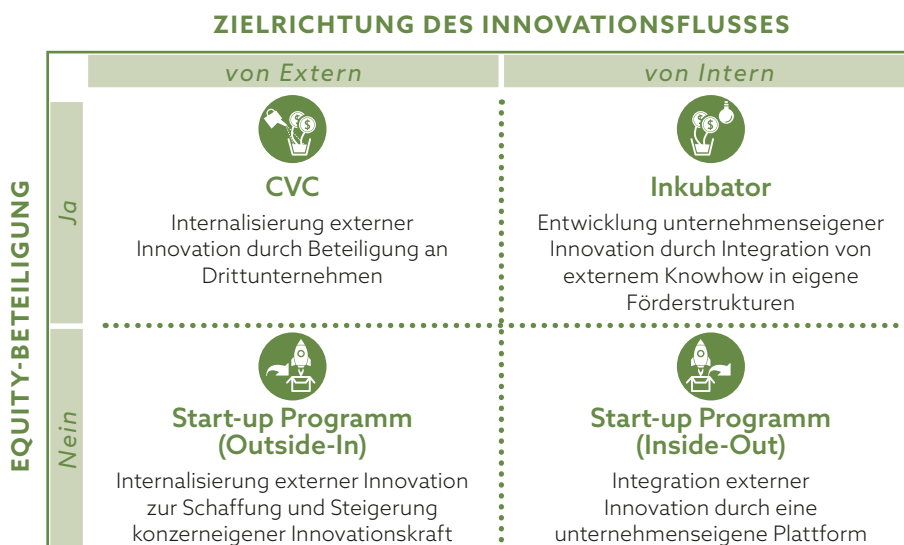 ZIELRICHTUNG DES INNOVATIONSFLUSSES
von Extern
von Intern
EQUITY-BETEILIGUNG
Ja
CVC
Internalisierung externer
Innovation durch Beteiligung an
Drittunternehmen
Inkubator
Entwicklung unternehmenseigener
Innovation durch Integration von
externem Knowhow in eigene
Förderstrukturen
Nein
Start-up Programm
(Outside-In)
Internalisierung externer Innovation
zur Schaffung und Steigerung
konzerneigener Innovationskraft
Start-up Programm
(Inside-Out)
Integration externer
Innovation durch eine
unternehmenseigene Plattform